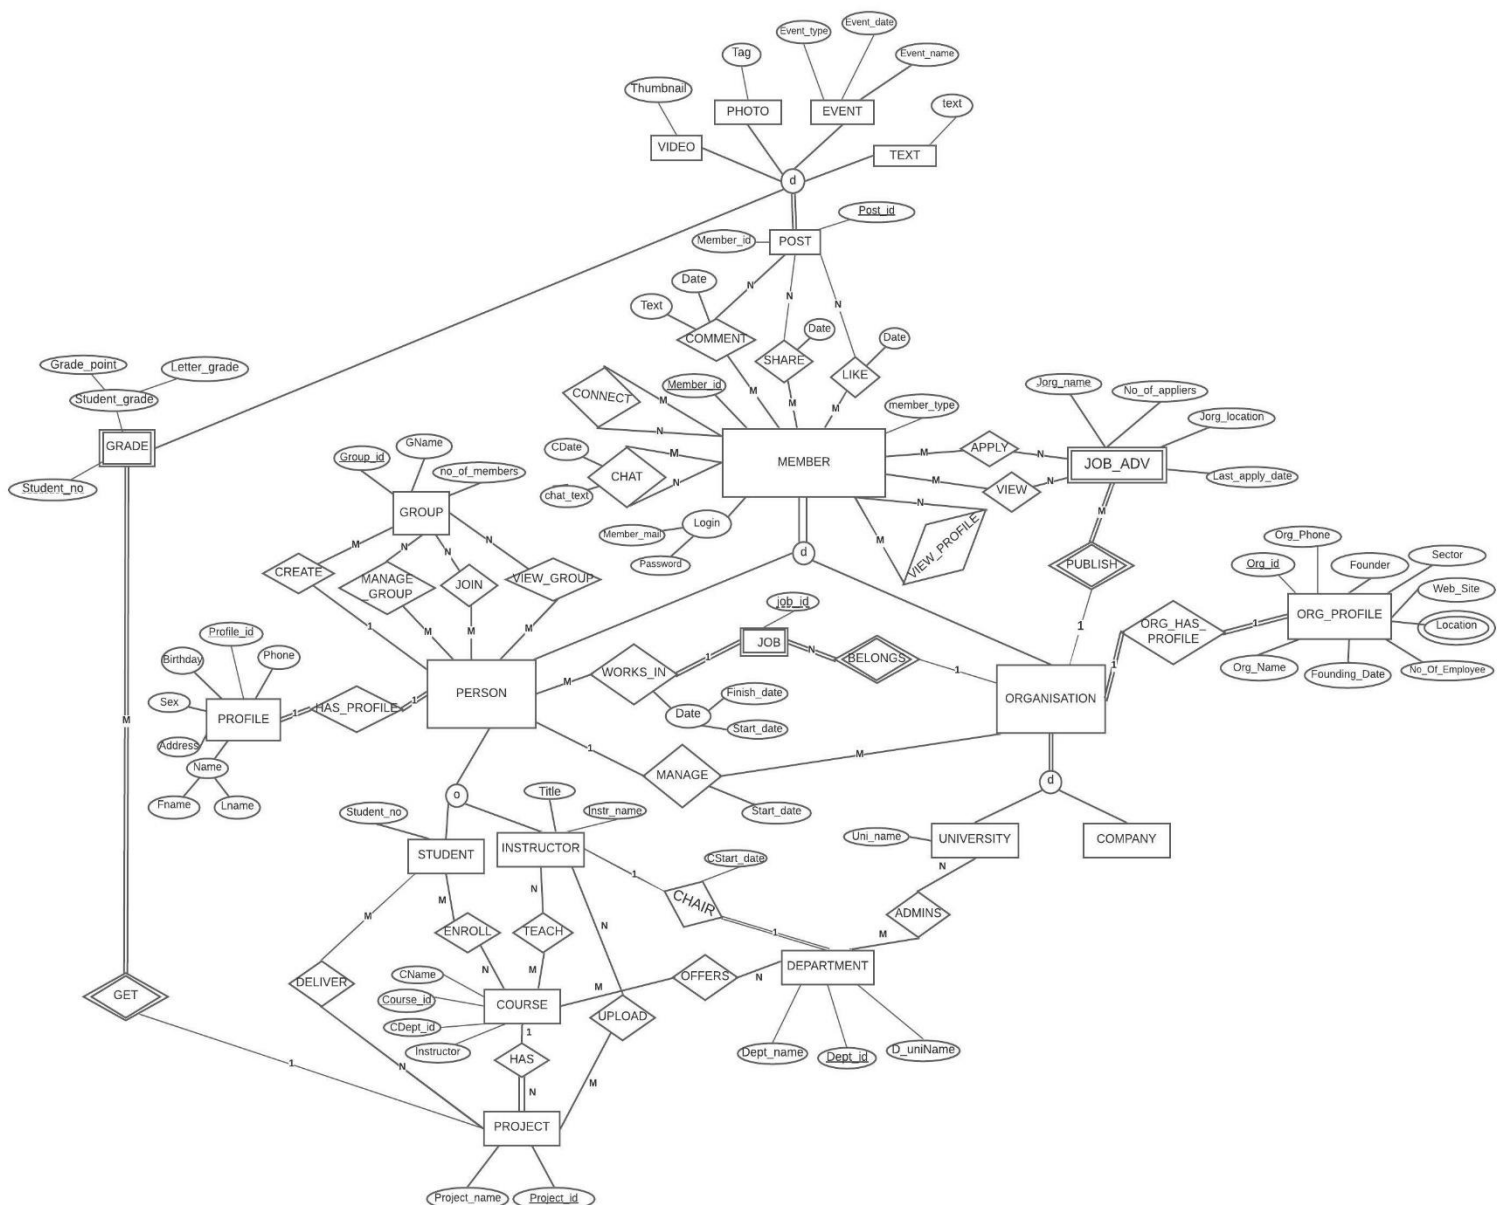 Event_type
Event_date
Event_name
Tag
Thumbnail
PHOTO
EVENT
text
VIDEO
TEXT
d
Post_id
Member_id
POST
Date
N
N
N
Text
COMMENT
Date
SHARE
Date
LIKE
Grade_point
Letter_grade
Student_grade
GRADE
Student_no
CONNECT
M
N
Member_id
M
M
M
member_type
Jorg_name
No_of_appliers
Jorg_location
Last_apply_date
MEMBER
M
APPLY
N
M
VIEW
N
JOB_ADV
CDate
chat_text
CHAT
M
N
Group_id
GName
no_of_members
GROUP
Member_mail
Login
Password
N
M
VIEW_PROFILE
M
PUBLISH
1
d
M
N
N
N
CREATE
MANAGE
_GROUP
JOIN
VIEW_GROUP
1
M
M
M
Org_Phone
Org_id
Founder
Sector
Web_Site
Location
ORG_PROFILE
Org_Name
Founding_Date
No_Of_Employee
ORG_HAS_
PROFILE
1
1
job_id
JOB
N
BELONGS
1
Profile_id
Birthday
Phone
Sex
PROFILE
Address
Name
Fname
Lname
1
HAS_PROFILE
1
PERSON
M
WORKS_IN
1
Date
Finish_date
Start_date
ORGANISATION
M
1
MANAGE
M
Start_date
d
o
Student_no
Title
Instr_name
STUDENT
INSTRUCTOR
Uni_name
UNIVERSITY
COMPANY
CStart_date
1
CHAIR
1
N
ADMINS
M
M
M
ENROLL
N
N
TEACH
M
N
DELIVER
N
GET
1
CName
Course_id
CDept_id
Instructor
COURSE
M
OFFERS
N
DEPARTMENT
Dept_name
Dept_id
D_uniName
UPLOAD
M
1
HAS
N
PROJECT
Project_name
Project_id